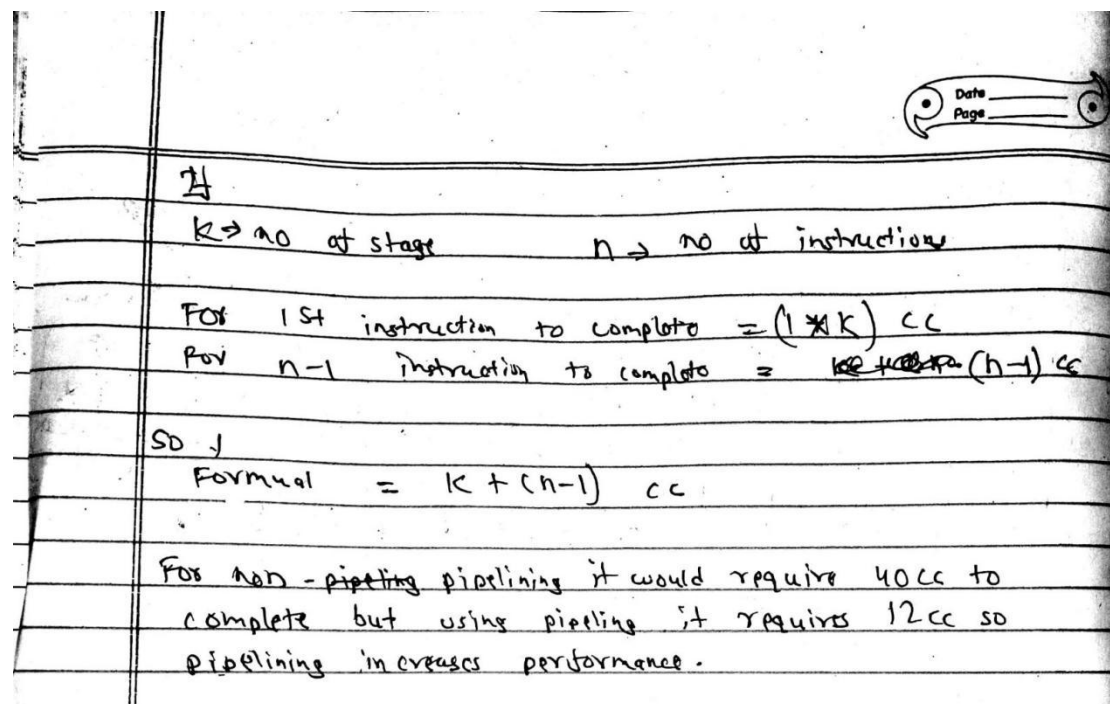 Date
Page
If
K → no of stage n → no of instructions
For 1st instruction to complete = (1 * K) cc
For n-1 instruction to complete = (n-1) cc
So,
Formual = K + (n-1) cc
For non-pipeling pipelining it would require 40cc to
complete but using pipeling it requires 12cc so
pipelining increases performance.